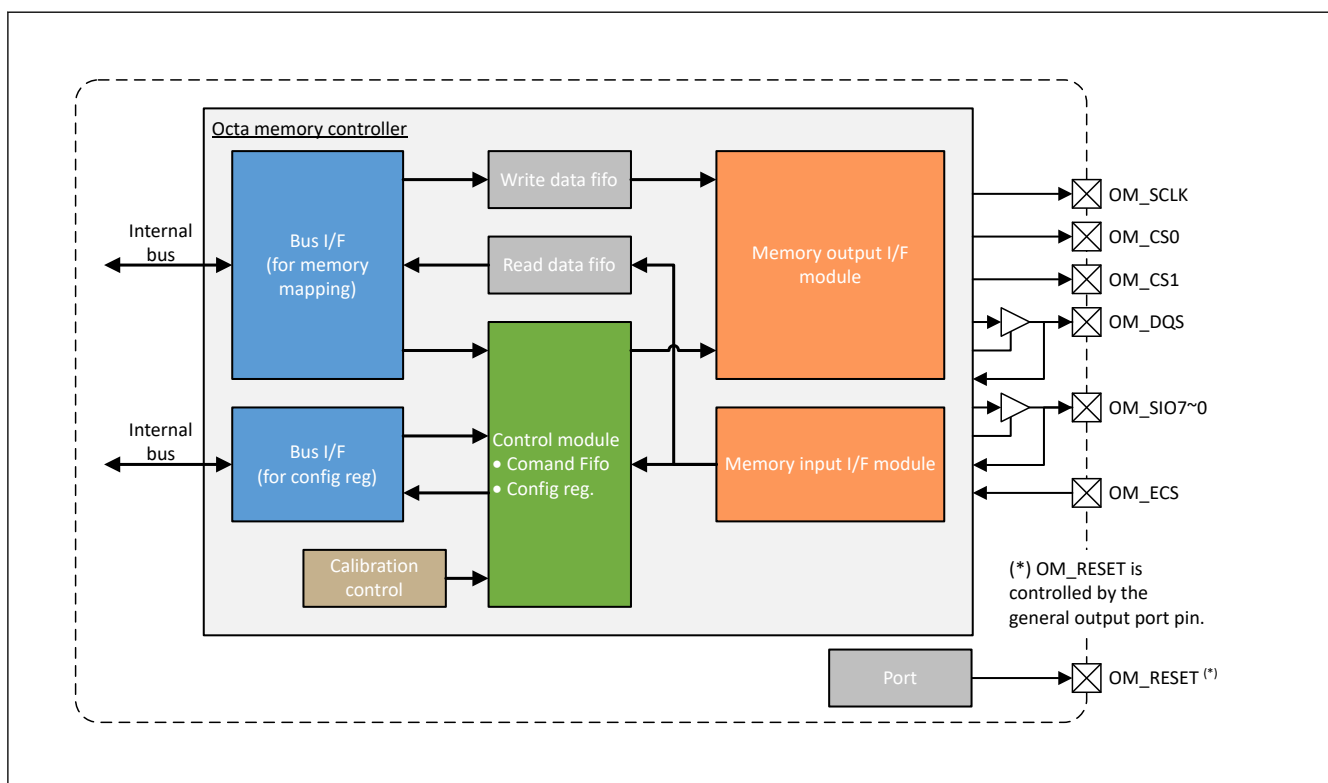 Octa memory controller
Internal
bus
Bus I/F
(for memory
mapping)
Write data fifo
Read data fifo
Memory output I/F
module
OM_SCLK
OM_CS0
OM_CS1
OM_DQS
OM_SIO7~0
OM_ECS
Internal
bus
Bus I/F
(for config reg)
Control module
• Comand Fifo
• Config reg.
Memory input I/F module
Calibration
control
(*) OM_RESET is
controlled by the
general output port pin.
Port
OM_RESET (*)